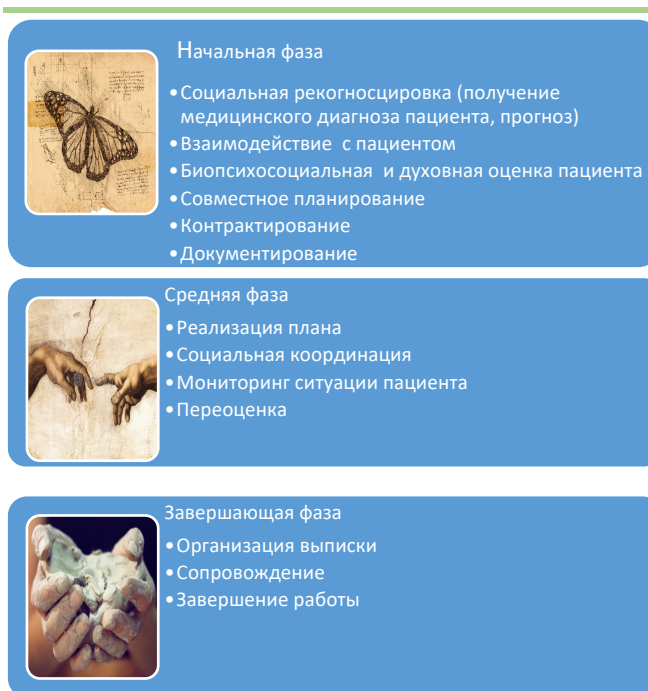 Начальная фаза
•Социальная рекогносцировка (получение
медицинского диагноза пациента, прогноз)
•Взаимодействие с пациентом
•Биопсихосоциальная и духовная оценка пациента
•Совместное планирование
•Контрактирование
•Документирование
Средняя фаза
•Реализация плана
•Социальная координация
•Мониторинг ситуации пациента
•Переоценка
Завершающая фаза
•Организация выписки
•Сопровождение
•Завершение работы